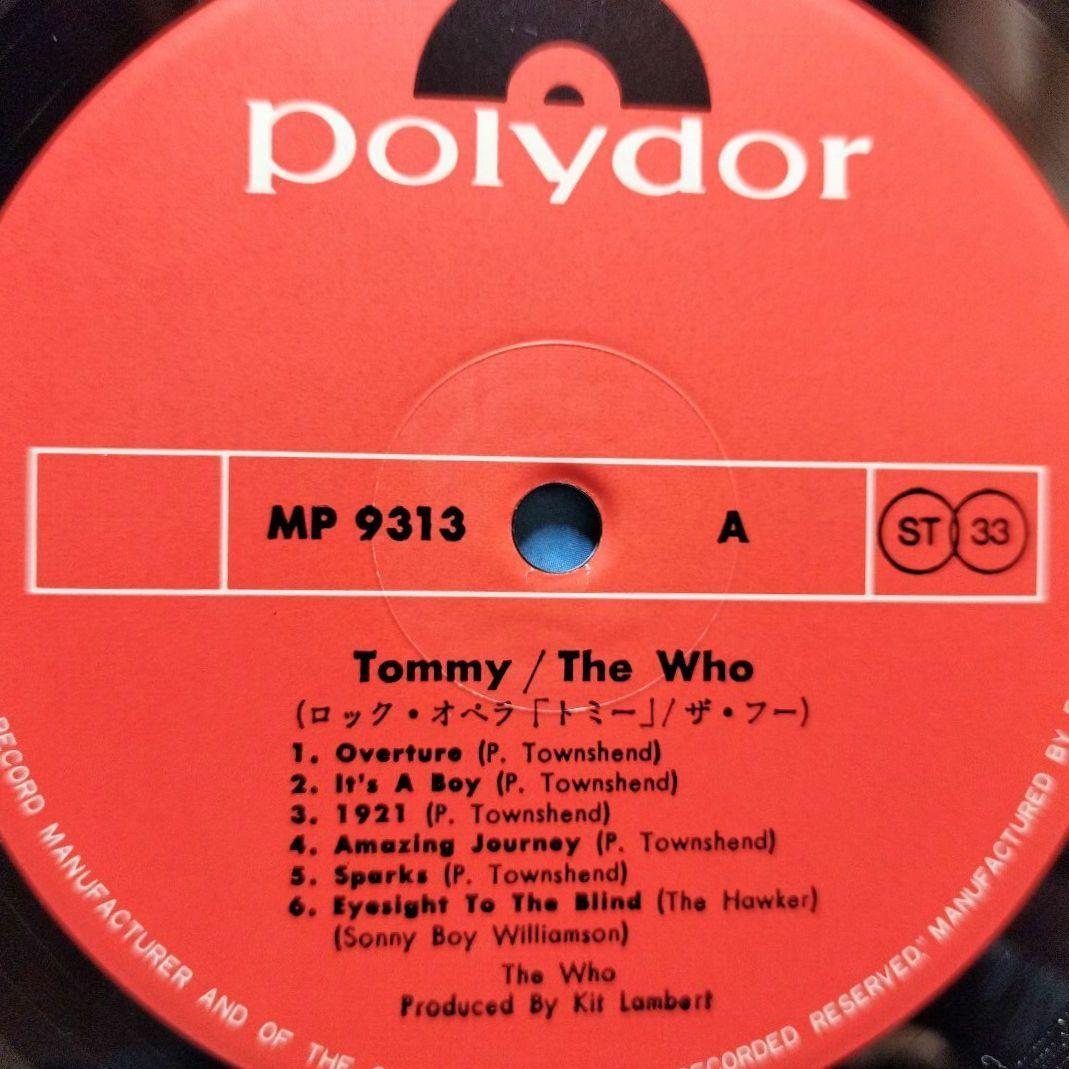 polydor
MP 9313 A ST 33
Tommy / The Who
(ロック・オペラ「トミー」/ザ・フー)
1. Overture (P. Townshend)
2. It's A Boy (P. Townshend)
3. 1921 (P. Townshend)
4. Amazing Journey (P. Townshend)
5. Sparks (P. Townshend)
6. Eyesight To The Blind (The Hawker)
(Sonny Boy Williamson)
The Who
Produced By Kit Lambert
RECORD MANUFACTURER AND OF THE
RECORDED RESERVED." MANUFACTURED BY